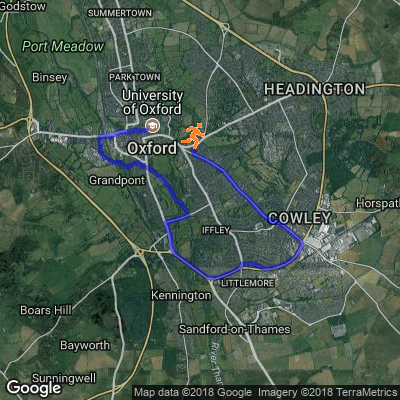 Godstow
SUMMERTOWN
Port Meadow
Binsey
PARK TOWN
HEADINGTON
University
of Oxford
Oxford
Grandpont
Horspath
COWLEY
IFFLEY
LITTLEMORE
Kennington
Boars Hill
Sandford-on-Thames
Bayworth
River Tha
Sunningwell
Google
Map data ©2018 Google Imagery ©2018 TerraMetrics